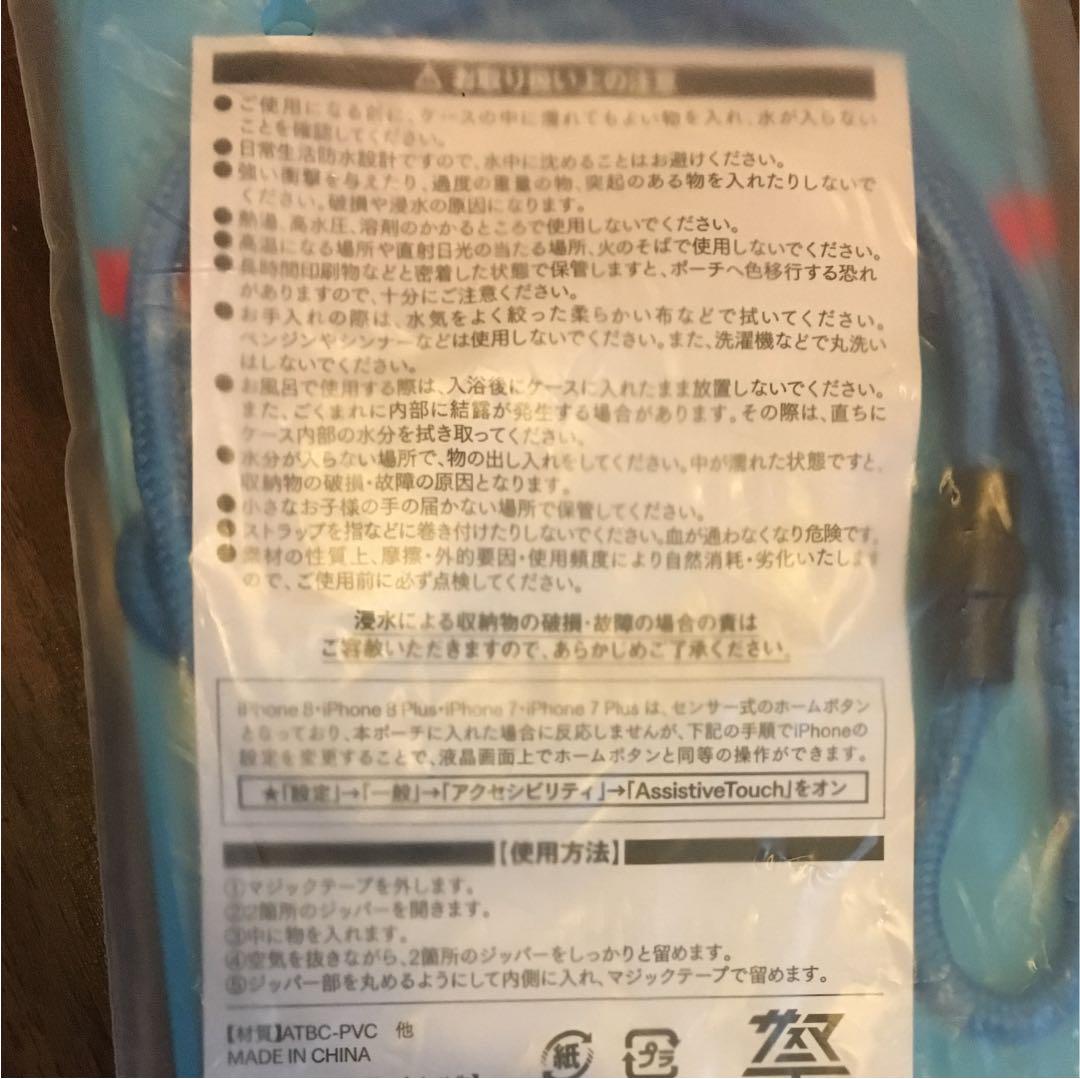 ⚠お取り扱い上の注意
●ご使用になる前に、ケースの中に濡れてもよい物を入れ、水が入らない
ことを確認してください。
●日常生活防水設計ですので、水中に沈めることはお避けください。
●強い衝撃を与えたり、過度の重量の物、突起のある物を入れたりしないで
ください。破損や浸水の原因になります。
●熱湯、高水圧、溶剤のかかるところで使用しないでください。
●高温になる場所や直射日光の当たる場所、火のそばで使用しないでください。
●長時間印刷物などと密着した状態で保管しますと、ポーチへ色移行する恐れ
がありますので、十分にご注意ください。
●お手入れの際は、水気をよく絞った柔らかい布などで拭いてください。
ベンジンやシンナーなどは使用しないでください。また、洗濯機などで丸洗い
はしないでください。
●お風呂で使用する際は、入浴後にケースに入れたまま放置しないでください。
また、ごくまれに内部に結露が発生する場合があります。その際は、直ちに
ケース内部の水分を拭き取ってください。
●水分が入らない場所で、物の出し入れをしてください。中が濡れた状態ですと、
収納物の破損・故障の原因となります。
●小さなお子様の手の届かない場所で保管してください。
●ストラップを指などに巻き付けたりしないでください。血が通わなくなり危険です。
●素材の性質上、摩擦・外的要因・使用頻度により自然消耗・劣化いたします
ので、ご使用前に必ず点検してください。
浸水による収納物の破損・故障の場合の責は
ご容赦いただきますので、あらかじめご了承ください。
iPhone 8・iPhone 8 Plus・iPhone 7・iPhone 7 Plus は、センサー式のホームボタン
となっており、本ポーチに入れた場合に反応しませんが、下記の手順でiPhoneの
設定を変更することで、液晶画面上でホームボタンと同等の操作ができます。
★「設定」→「一般」→「アクセシビリティ」→「AssistiveTouch」をオン
【使用方法】
①マジックテープを外します。
②2箇所のジッパーを開きます。
③中に物を入れます。
④空気を抜きながら、2箇所のジッパーをしっかりと留めます。
⑤ジッパー部を丸めるようにして内側に入れ、マジックテープで留めます。
【材質】ATBC-PVC 他
MADE IN CHINA
紙
プラ